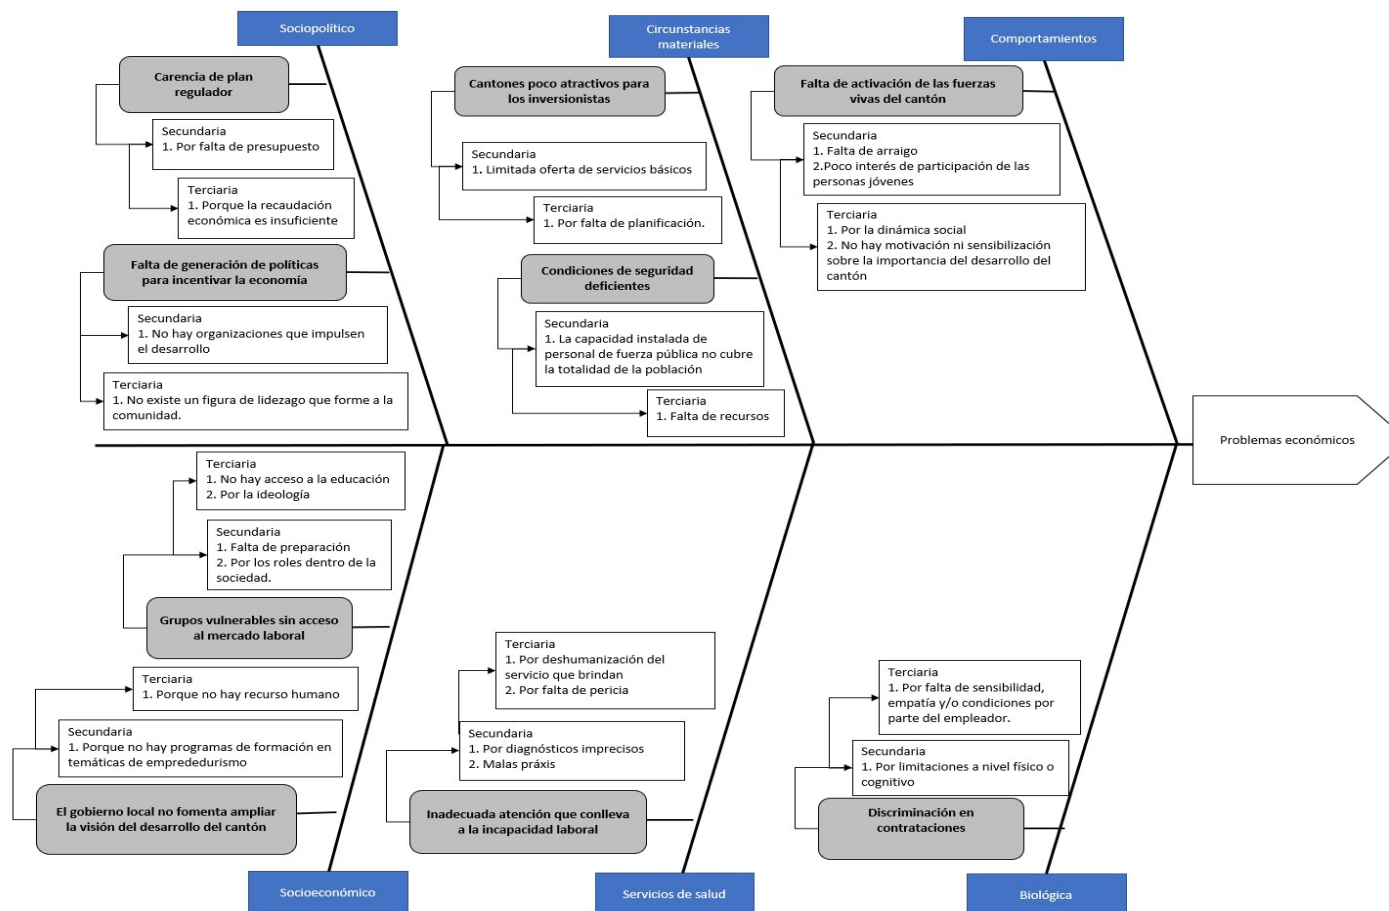 Sociopolítico
Carencia de plan
regulador
Secundaria
1. Por falta de presupuesto
Terciaria
1. Porque la recaudación
económica es insuficiente
Falta de generación de políticas
para incentivar la economía
Secundaria
1. No hay organizaciones que impulsen
el desarrollo
Terciaria
1. No existe un figura de lidezago que forme a la
comunidad.
Circunstancias
materiales
Cantones poco atractivos para
los inversionistas
Secundaria
1. Limitada oferta de servicios básicos
Terciaria
1. Por falta de planificación.
Condiciones de seguridad
deficientes
Secundaria
1. La capacidad instalada de
personal de fuerza pública no cubre
la totalidad de la población
Terciaria
1. Falta de recursos
Comportamientos
Falta de activación de las fuerzas
vivas del cantón
Secundaria
1. Falta de arraigo
2.Poco interés de participación de las
personas jóvenes
Terciaria
1. Por la dinámica social
2. No hay motivación ni sensibilización
sobre la importancia del desarrollo del
cantón
Problemas económicos
Terciaria
1. No hay acceso a la educación
2. Por la ideología
Secundaria
1. Falta de preparación
2. Por los roles dentro de la
sociedad.
Grupos vulnerables sin acceso
al mercado laboral
Terciaria
1. Porque no hay recurso humano
Secundaria
1. Porque no hay programas de formación en
temáticas de emprededurismo
El gobierno local no fomenta ampliar
la visión del desarrollo del cantón
Socioeconómico
Terciaria
1. Por deshumanización del
servicio que brindan
2. Por falta de pericia
Secundaria
1. Por diagnósticos imprecisos
2. Malas práxis
Inadecuada atención que conlleva
a la incapacidad laboral
Servicios de salud
Terciaria
1. Por falta de sensibilidad,
empatía y/o condiciones por
parte del empleador.
Secundaria
1. Por limitaciones a nivel físico o
cognitivo
Discriminación en
contrataciones
Biológica